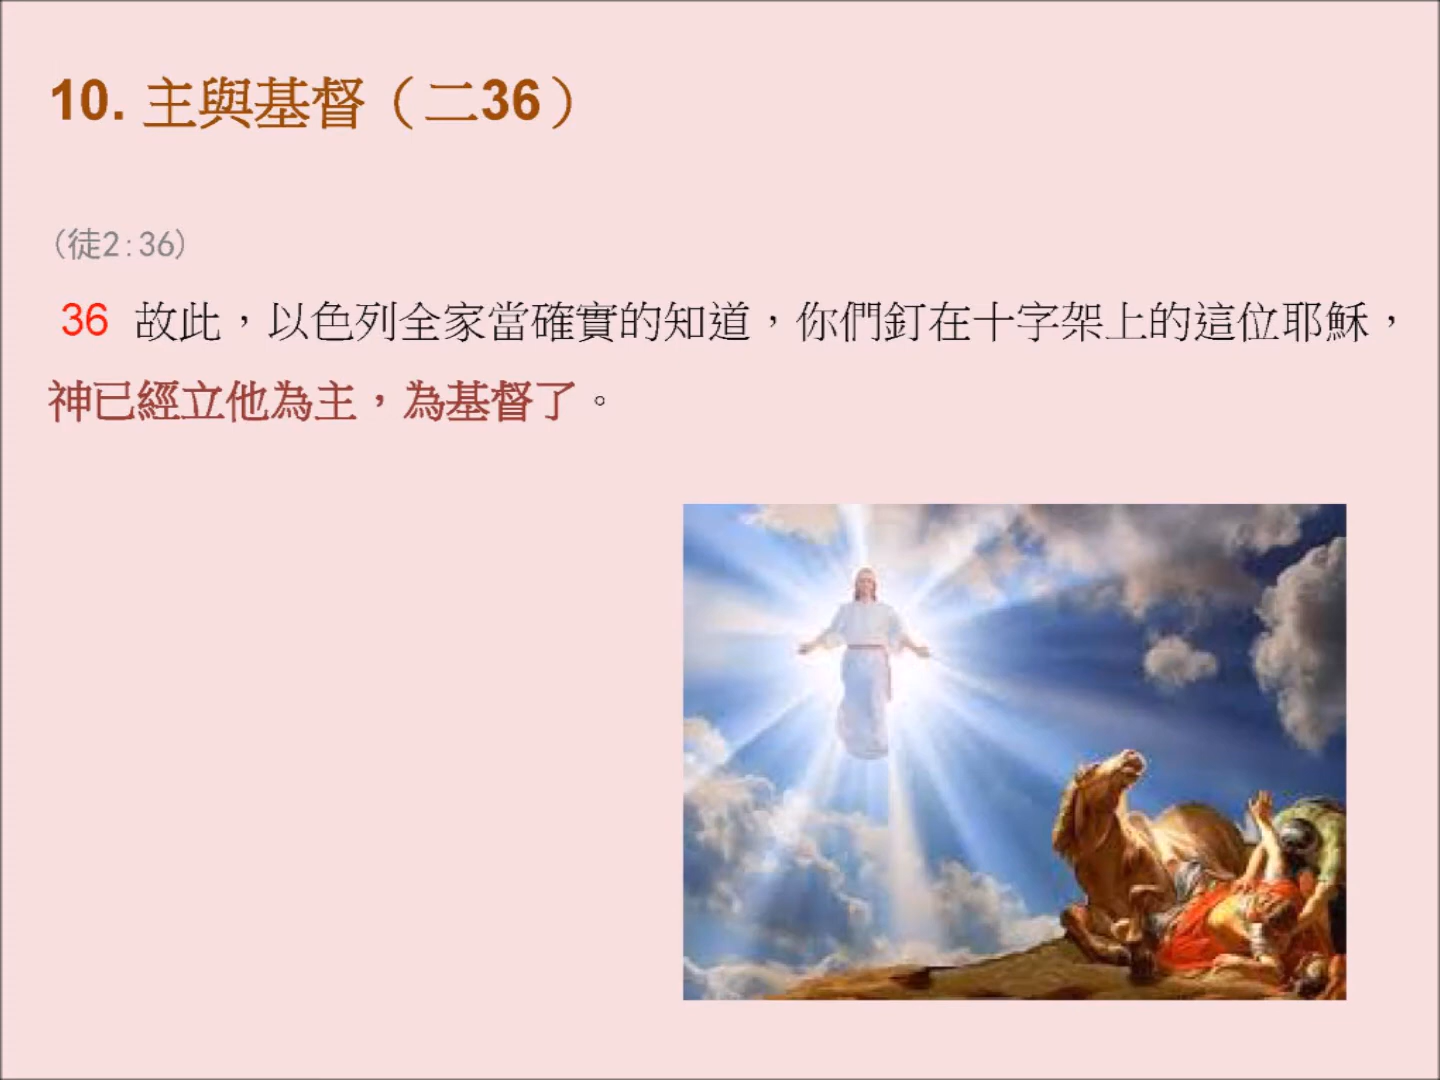 10. 主與基督（二36）
(徒2:36)
36 故此，以色列全家當確實的知道，你們釘在十字架上的這位耶穌，
神已經立他為主，為基督了。